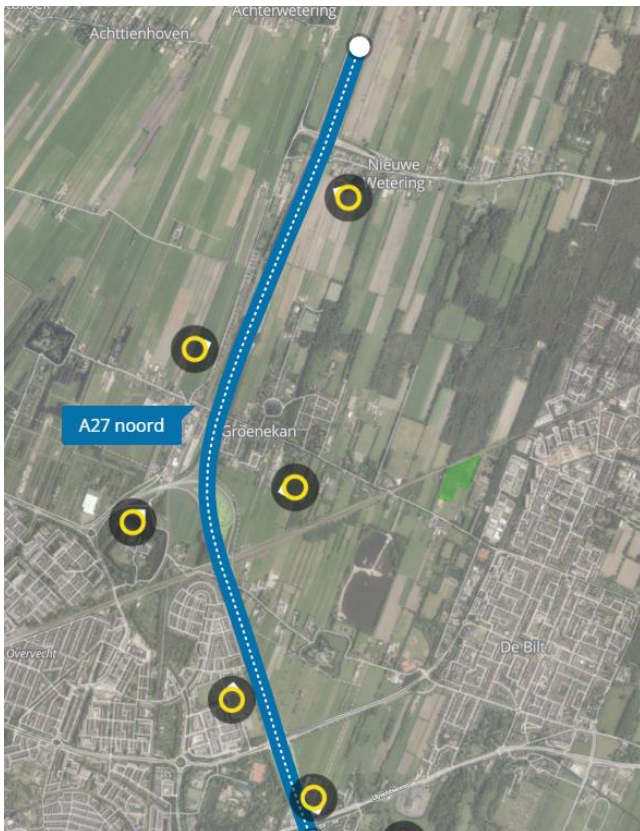 Achterwetering
Achttienhoven
Nieuwe
Wetering
A27 noord
Groenekan
De Bilt
Overvecht